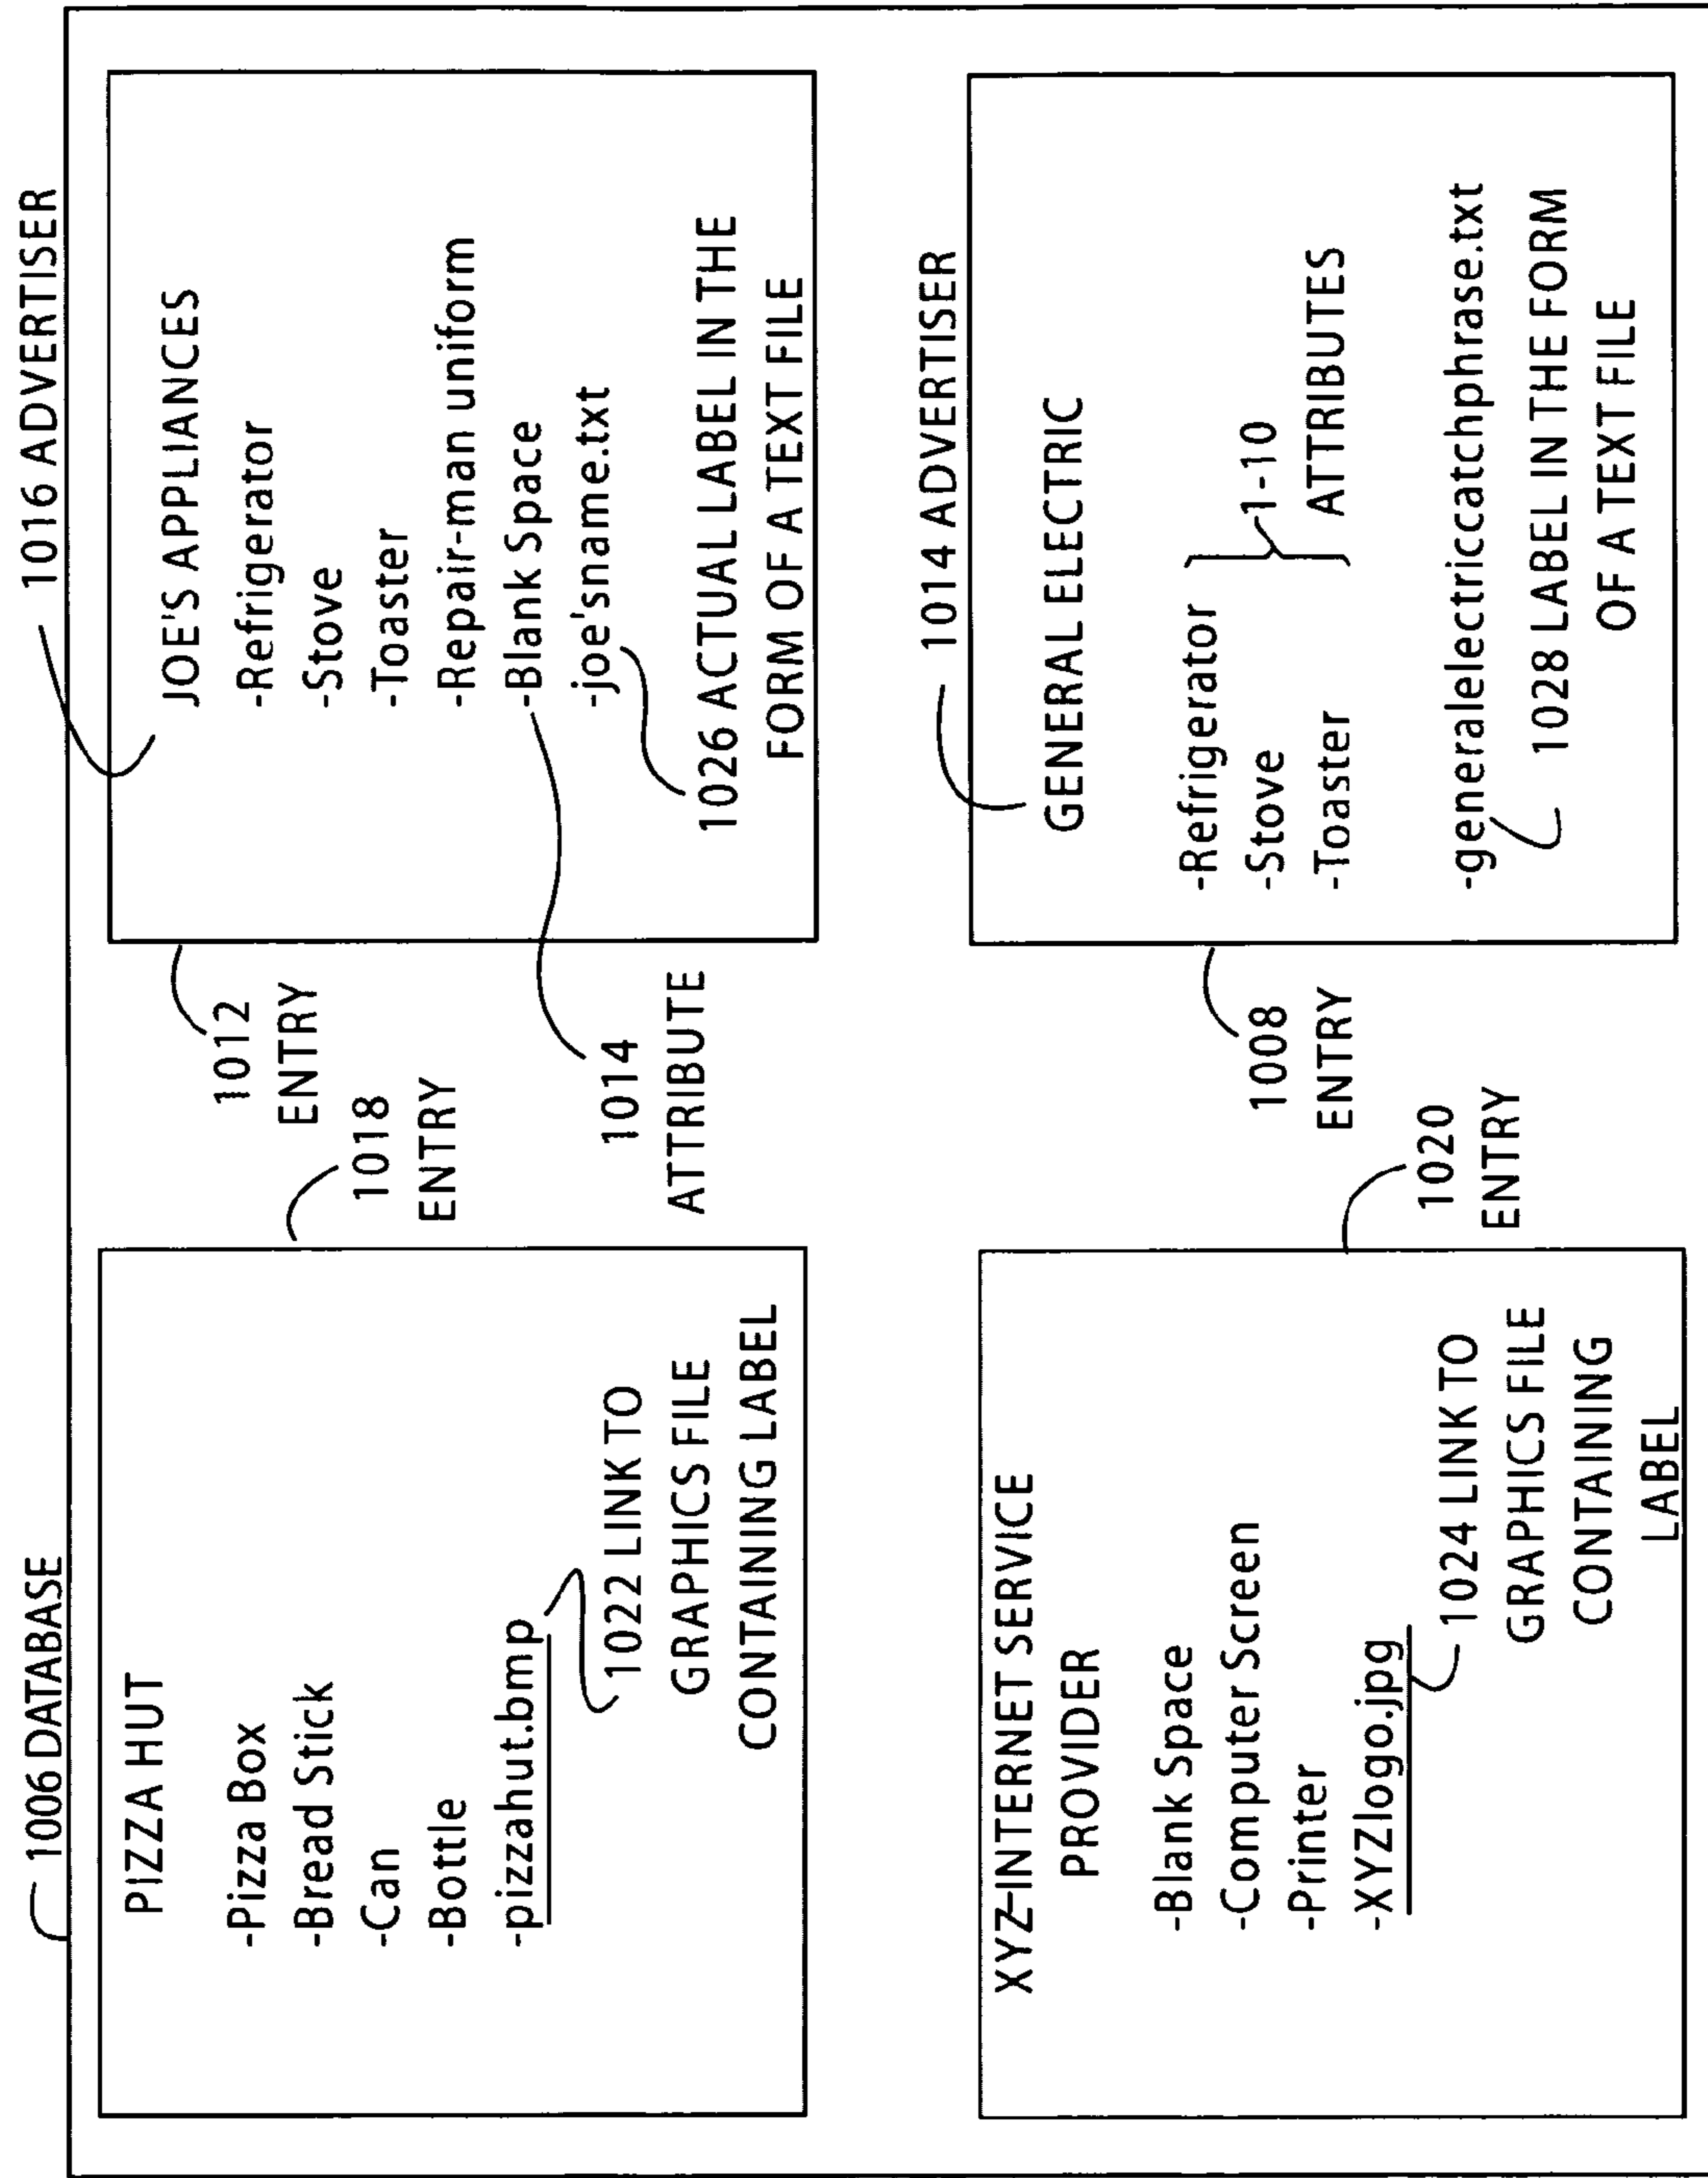 1006 DATABASE
PIZZA HUT
-Pizza Box
-Bread Stick
-Can
-Bottle
-pizzahut.bmp
1022 LINK TO
GRAPHICS FILE
CONTAINING LABEL
1018
ENTRY
1016 ADVERTISER
JOE'S APPLIANCES
-Refrigerator
-Stove
-Toaster
-Repair-man uniform
-Blank Space
-joe'sname.txt
1026 ACTUAL LABEL IN THE
FORM OF A TEXT FILE
1012
ENTRY
1014
ATTRIBUTE
XYZ-INTERNET SERVICE
PROVIDER
-Blank Space
-Computer Screen
-Printer
-XYZlogo.jpg
1024 LINK TO
GRAPHICS FILE
CONTAINING
LABEL
1020
ENTRY
1014 ADVERTISER
GENERAL ELECTRIC
-Refrigerator
-Stove
-Toaster
1-10
ATTRIBUTES
-generalelectriccatchphrase.txt
1028 LABEL IN THE FORM
OF A TEXT FILE
1008
ENTRY